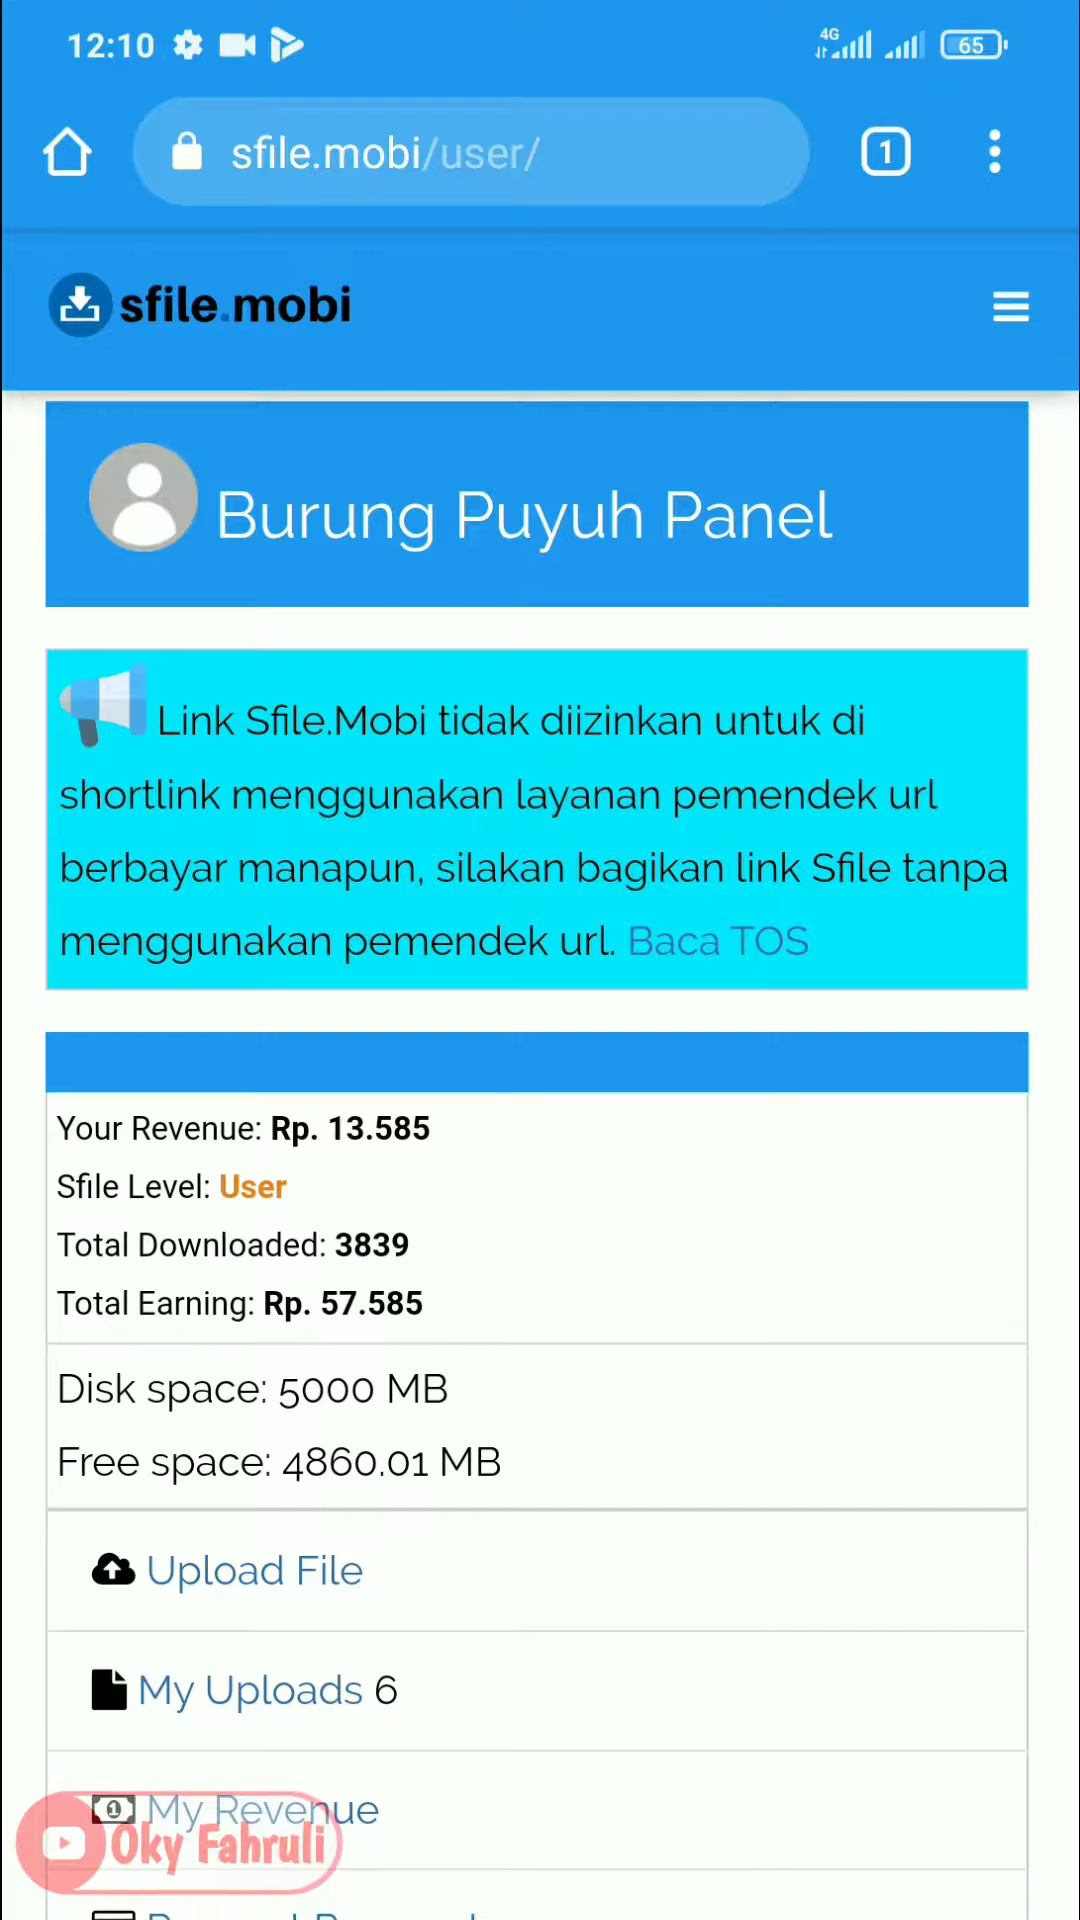 12:10 4G 65
sfile.mobi/user/ 1
sfile.mobi
Burung Puyuh Panel
Link Sfile.Mobi tidak diizinkan untuk di
shortlink menggunakan layanan pemendek url
berbayar manapun, silakan bagikan link Sfile tanpa
menggunakan pemendek url. Baca TOS
Your Revenue: Rp. 13.585
Sfile Level: User
Total Downloaded: 3839
Total Earning: Rp. 57.585
Disk space: 5000 MB
Free space: 4860.01 MB
Upload File
My Uploads 6
My Revenue
Oky Fahruli